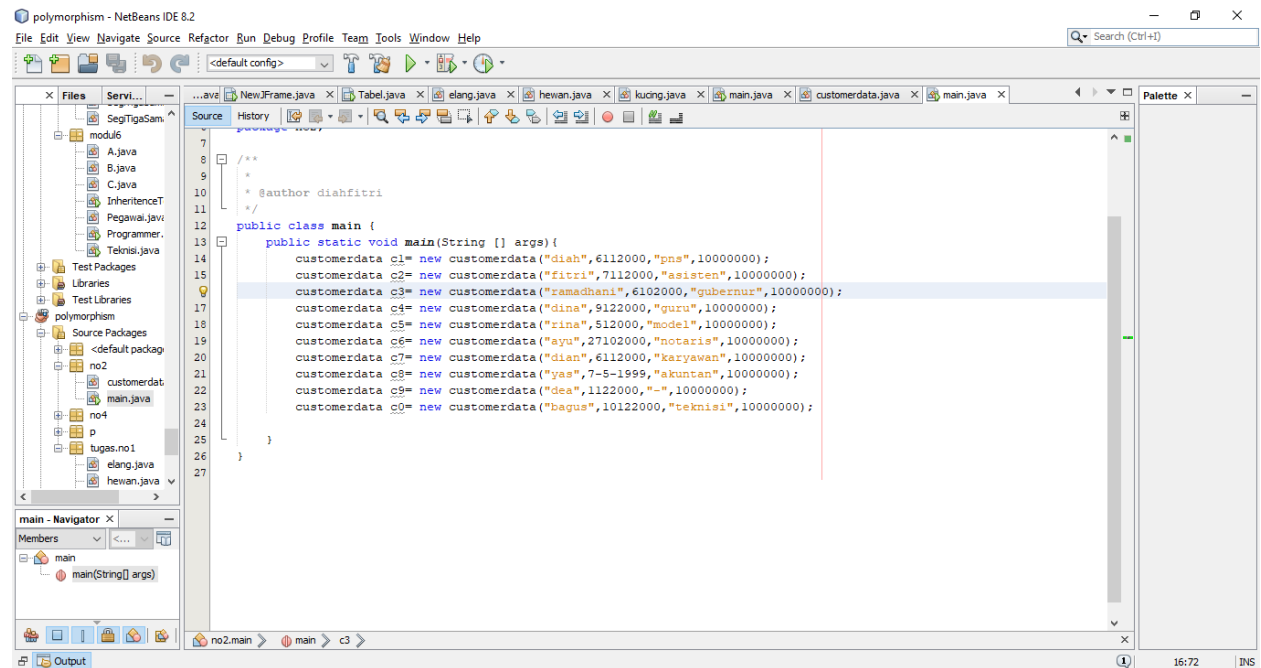 polymorphism - NetBeans IDE 8.2
File Edit View Navigate Source Refactor Run Debug Profile Team Tools Window Help
Search (Ctrl+I)
<default config>
Files Servi...
...ava NewJFrame.java Tabel.java elang.java hewan.java kucing.java main.java customerdata.java main.java
Palette
Source History
SegiTigaSama
modul6
A.java
B.java
C.java
InheritenceT
Pegawai.java
Programmer.
Teknisi.java
Test Packages
Libraries
Test Libraries
polymorphism
Source Packages
<default package
no2
customerdata
main.java
no4
p
tugas.no1
elang.java
hewan.java
6 package no2;
7
8 /**
9 *
10 * @author diahfitri
11 */
12 public class main {
13 public static void main(String [] args){
14 customerdata c1= new customerdata("diah",6112000,"pns",10000000);
15 customerdata c2= new customerdata("fitri",7112000,"asisten",10000000);
customerdata c3= new customerdata("ramadhani",6102000,"gubernur",10000000);
17 customerdata c4= new customerdata("dina",9122000,"guru",10000000);
18 customerdata c5= new customerdata("rina",512000,"model",10000000);
19 customerdata c6= new customerdata("ayu",27102000,"notaris",10000000);
20 customerdata c7= new customerdata("dian",6112000,"karyawan",10000000);
21 customerdata c8= new customerdata("yas",7-5-1999,"akuntan",10000000);
22 customerdata c9= new customerdata("dea",1122000,"-",10000000);
23 customerdata c0= new customerdata("bagus",10122000,"teknisi",10000000);
24
25 }
26 }
27
main - Navigator
Members <...
main
main(String[] args)
no2.main main c3
Output
1 16:72 INS